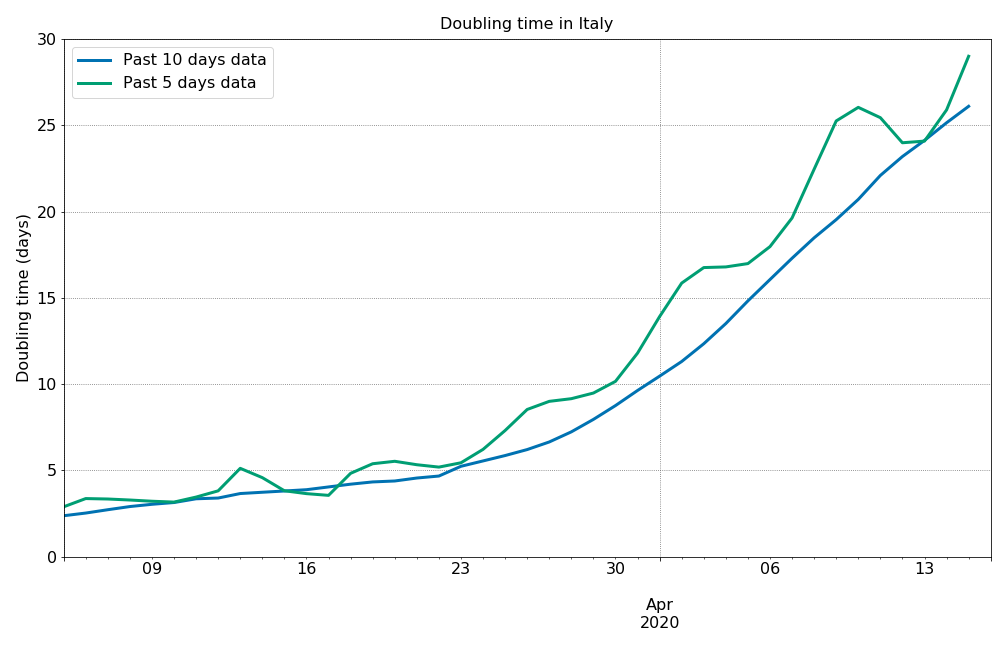 Doubling time in Italy
Past 10 days data
Past 5 days data
Doubling time (days)
30
25
20
15
10
5
0
09 16 23 30 06 13
Apr
2020